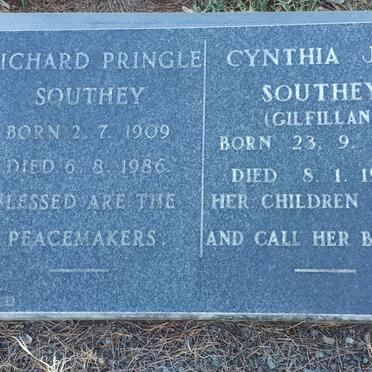 ICHARD PRINGLE
SOUTHEY
BORN 2.7.1909
DIED 6.8.1986
LESSED ARE THE
PEACEMAKERS.
CYNTHIA J
SOUTHEY
(GILFILLAN
BORN 23.9.
DIED 8.1.19
HER CHILDREN
AND CALL HER B